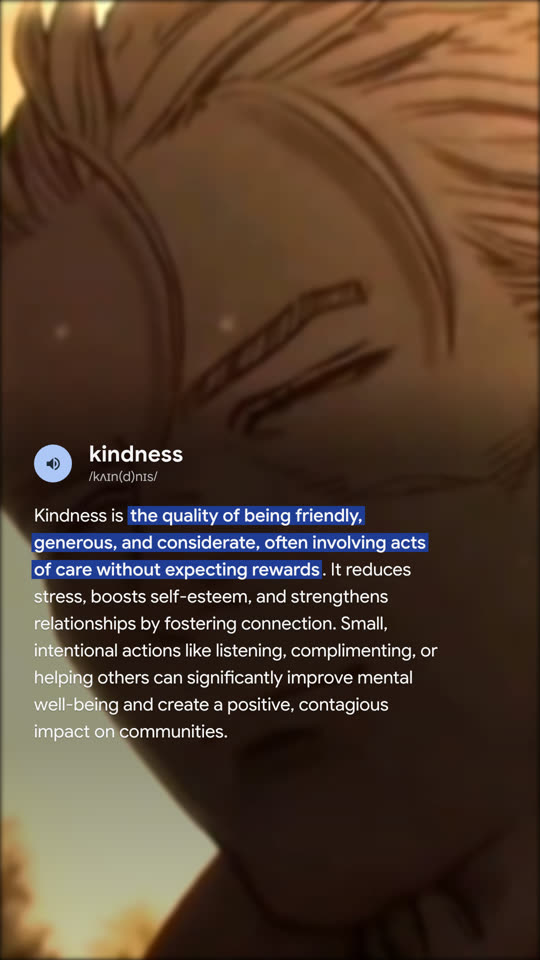 kindness
/kʌɪn(d)nɪs/
Kindness is the quality of being friendly,
generous, and considerate, often involving acts
of care without expecting rewards. It reduces
stress, boosts self-esteem, and strengthens
relationships by fostering connection. Small,
intentional actions like listening, complimenting, or
helping others can significantly improve mental
well-being and create a positive, contagious
impact on communities.